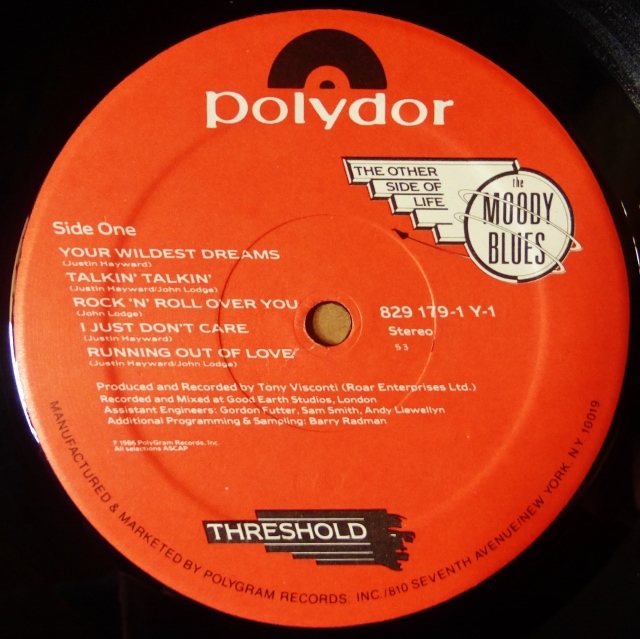 polydor
THE OTHER
SIDE OF
LIFE
the
MOODY
BLUES
Side One
YOUR WILDEST DREAMS
(Justin Hayward)
TALKIN' TALKIN'
(Justin Hayward/John Lodge)
ROCK 'N' ROLL OVER YOU
(John Lodge)
I JUST DON'T CARE
(Justin Hayward)
RUNNING OUT OF LOVE
(Justin Hayward/John Lodge)
829 179-1 Y-1
Stereo
53
Produced and Recorded by Tony Visconti (Roar Enterprises Ltd.)
Recorded and Mixed at Good Earth Studios, London
Assistant Engineers: Gordon Futter, Sam Smith, Andy Llewellyn
Additional Programming & Sampling: Barry Radman
℗ 1986 PolyGram Records, Inc.
All selections ASCAP
THRESHOLD
MANUFACTURED & MARKETED BY POLYGRAM RECORDS, INC./810 SEVENTH AVENUE/NEW YORK, NY 10019